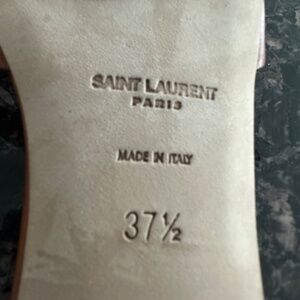 SAINT LAURENT
PARIS
MADE IN ITALY
37½